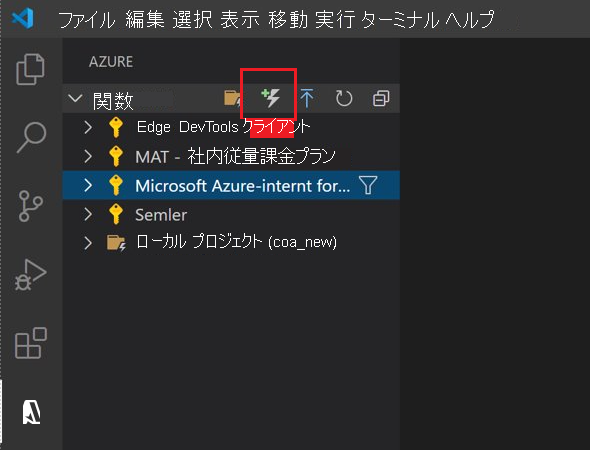 ファイル 編集 選択 表示 移動 実行 ターミナル ヘルプ
AZURE
関数
Edge DevTools クライアント
MAT - 社内従量課金プラン
Microsoft Azure-internt for...
Semler
ローカル プロジェクト (coa_new)